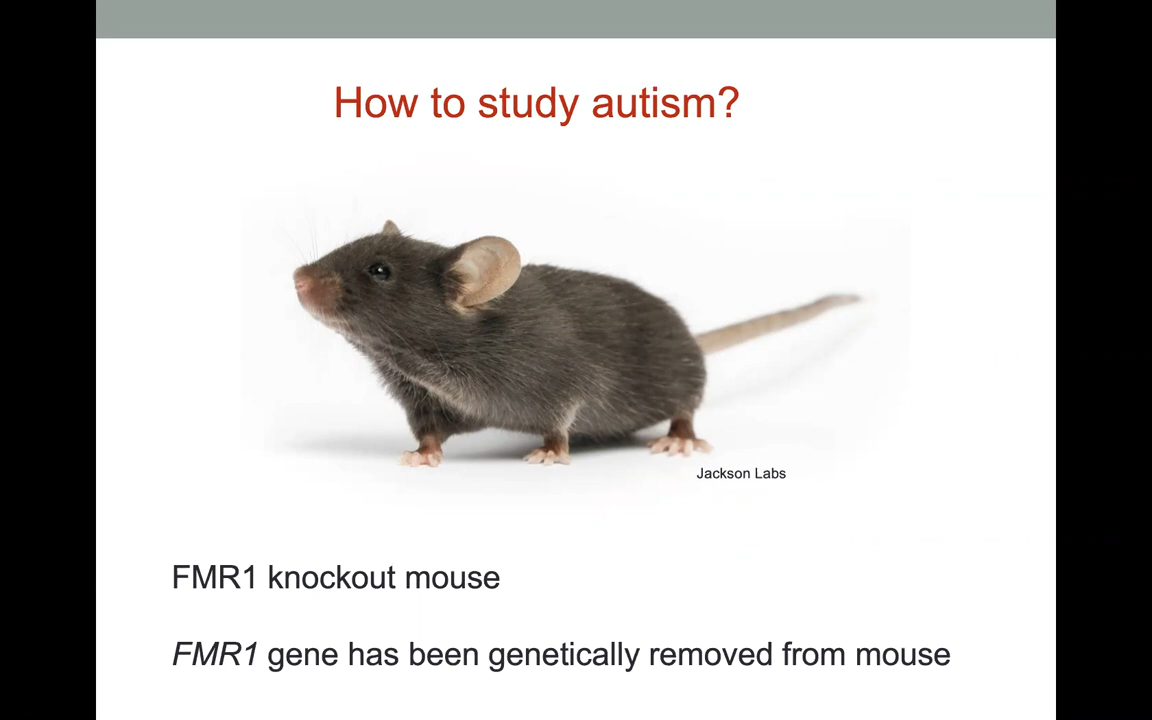 How to study autism?
Jackson Labs
FMR1 knockout mouse
FMR1 gene has been genetically removed from mouse